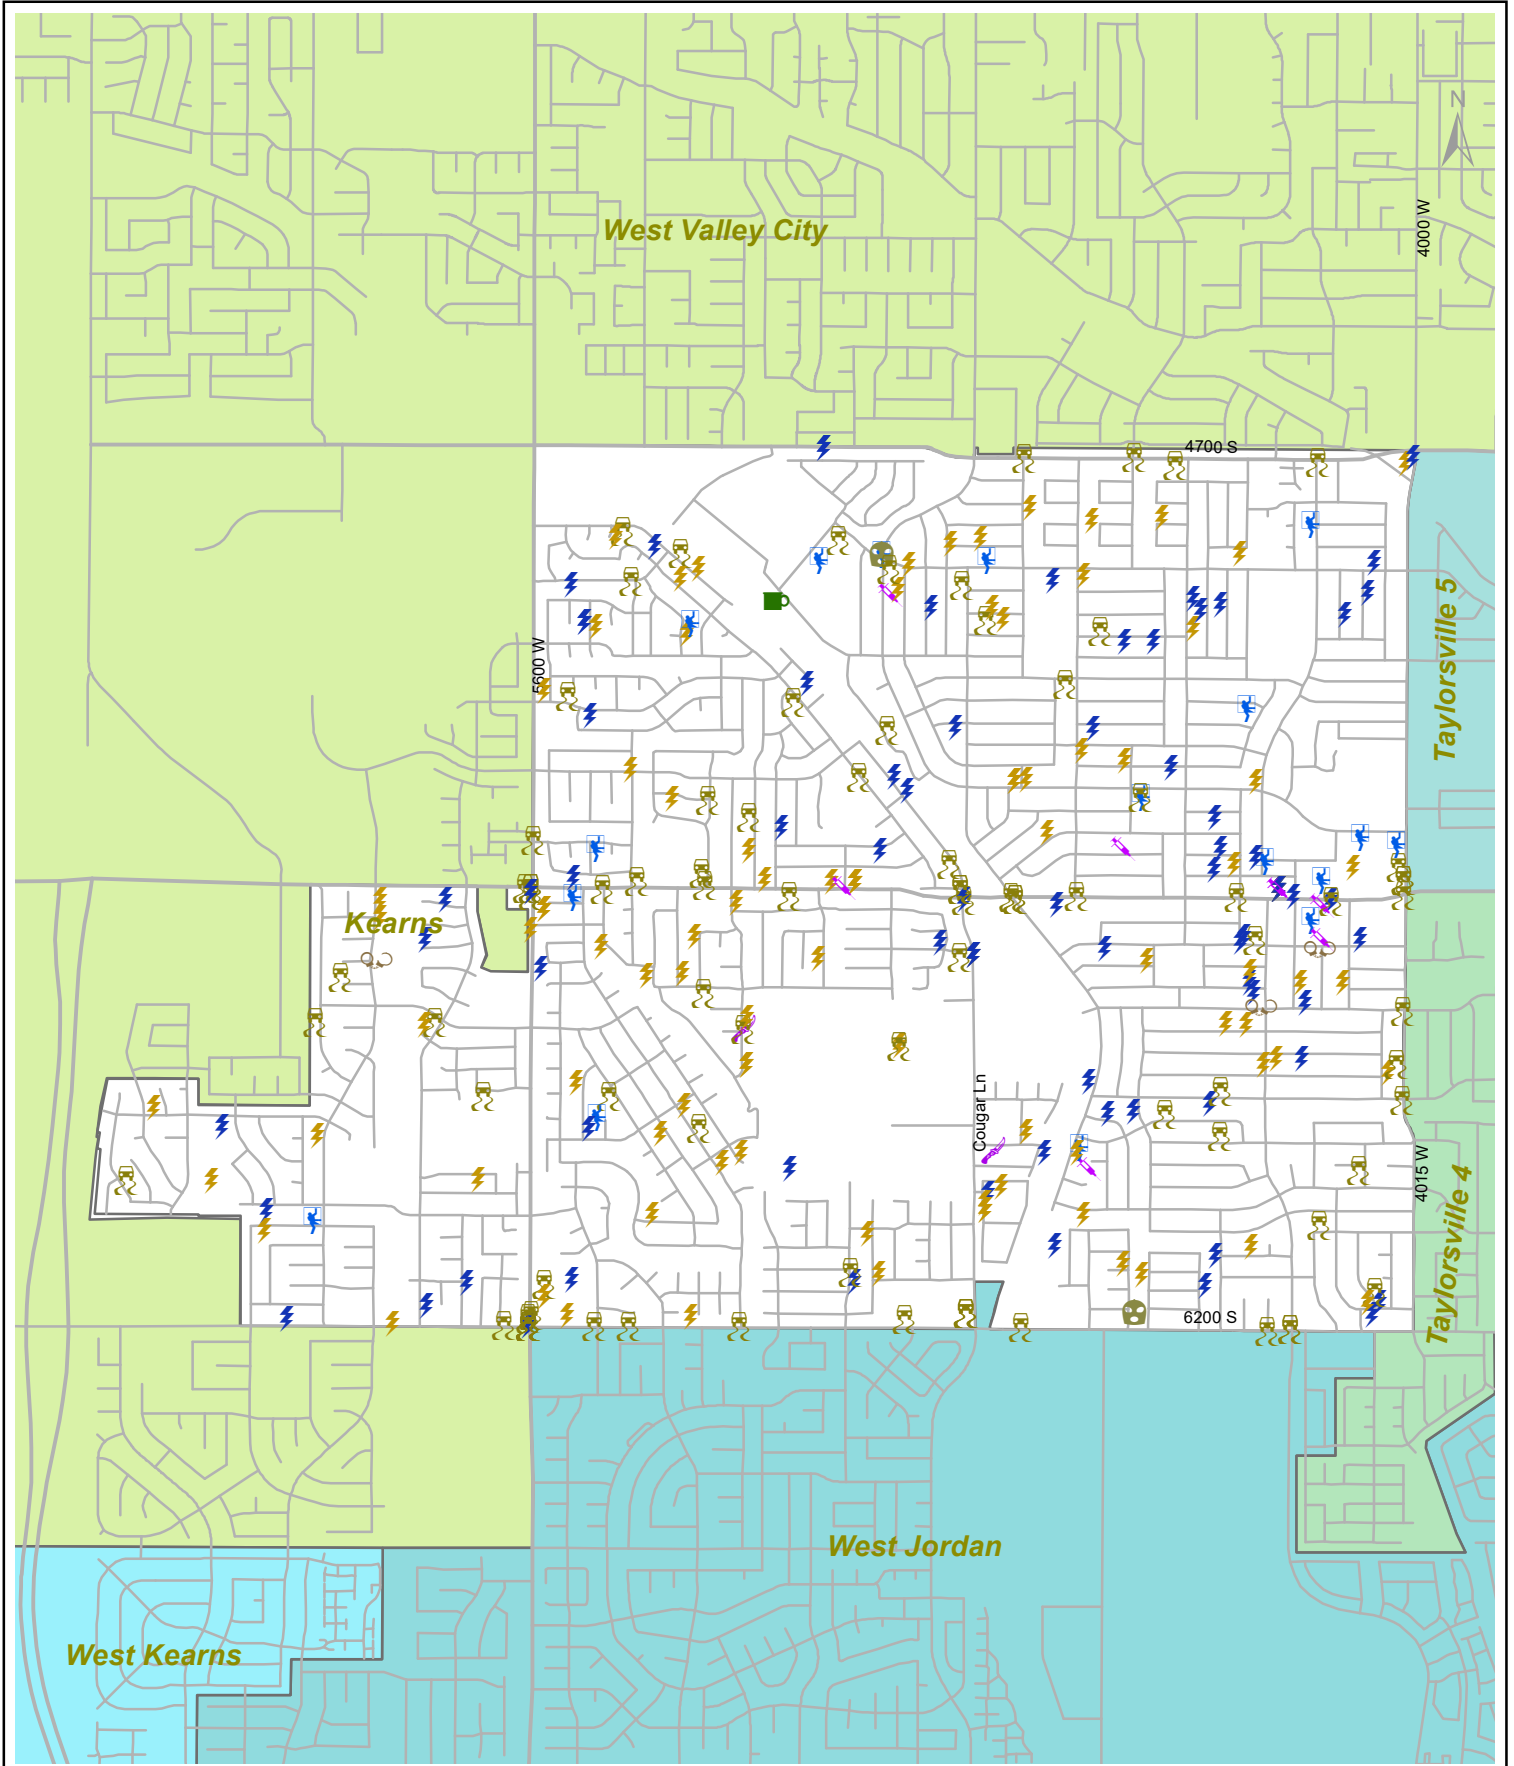 N
4000 W
West Valley City
4700 S
Taylorsville 5
5600 W
Kearns
Cougar Ln
4015 W
Taylorsville 4
6200 S
West Jordan
West Kearns